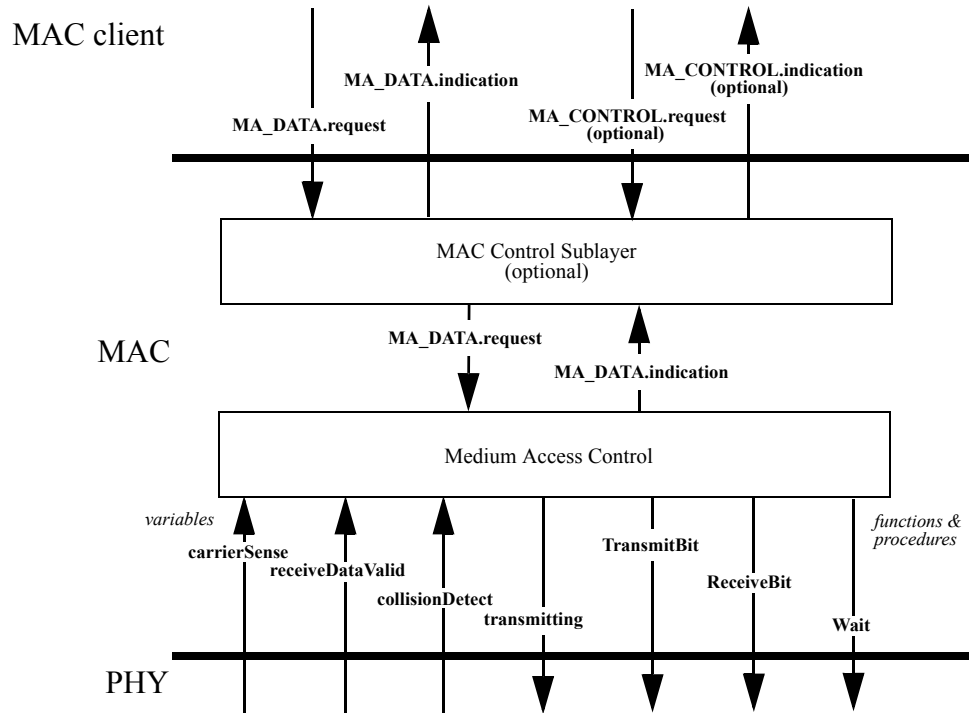 MAC client
MA_DATA.indication
MA_CONTROL.indication
(optional)
MA_DATA.request
MA_CONTROL.request
(optional)
MAC Control Sublayer
(optional)
MAC
MA_DATA.request
MA_DATA.indication
Medium Access Control
variables
functions &
procedures
carrierSense
receiveDataValid
collisionDetect
transmitting
TransmitBit
ReceiveBit
Wait
PHY